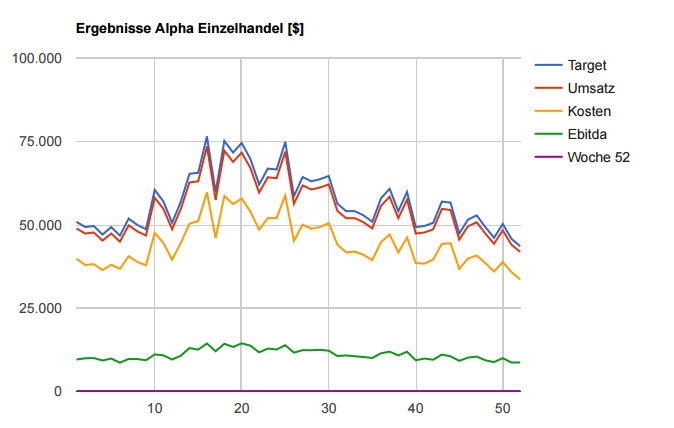 Ergebnisse Alpha Einzelhandel [$]
100.000
75.000
50.000
25.000
0
10
20
30
40
50
Target
Umsatz
Kosten
Ebitda
Woche 52